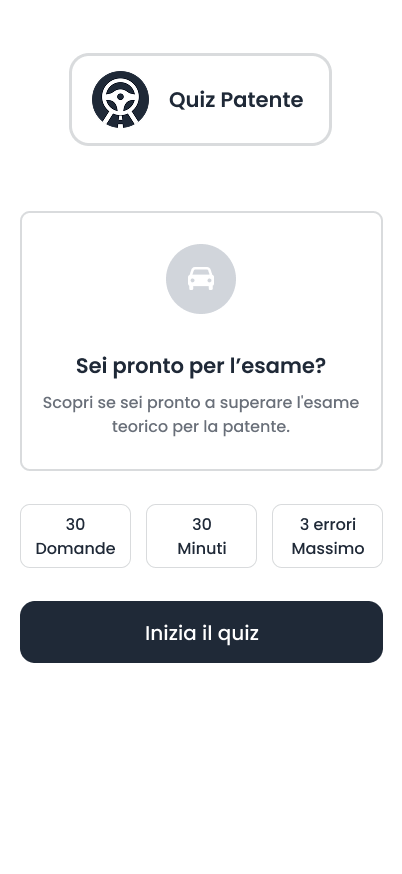 Quiz Patente
Sei pronto per l’esame?
Scopri se sei pronto a superare l'esame
teorico per la patente.
30
Domande
30
Minuti
3 errori
Massimo
Inizia il quiz